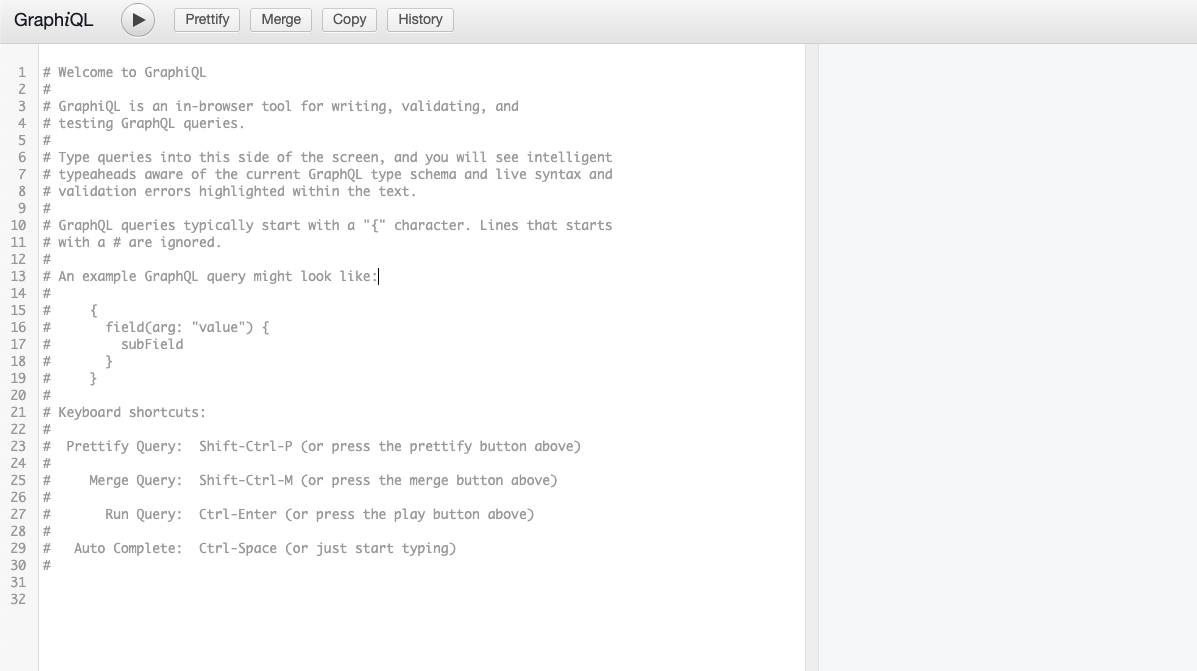 GraphiQL Prettify Merge Copy History
1 # Welcome to GraphiQL
2 #
3 # GraphiQL is an in-browser tool for writing, validating, and
4 # testing GraphQL queries.
5 #
6 # Type queries into this side of the screen, and you will see intelligent
7 # typeaheads aware of the current GraphQL type schema and live syntax and
8 # validation errors highlighted within the text.
9 #
10 # GraphQL queries typically start with a "{" character. Lines that starts
11 # with a # are ignored.
12 #
13 # An example GraphQL query might look like:
14 #
15 #     {
16 #       field(arg: "value") {
17 #         subField
18 #       }
19 #     }
20 #
21 # Keyboard shortcuts:
22 #
23 #  Prettify Query:  Shift-Ctrl-P (or press the prettify button above)
24 #
25 #     Merge Query:  Shift-Ctrl-M (or press the merge button above)
26 #
27 #       Run Query:  Ctrl-Enter (or press the play button above)
28 #
29 #   Auto Complete:  Ctrl-Space (or just start typing)
30 #
31
32